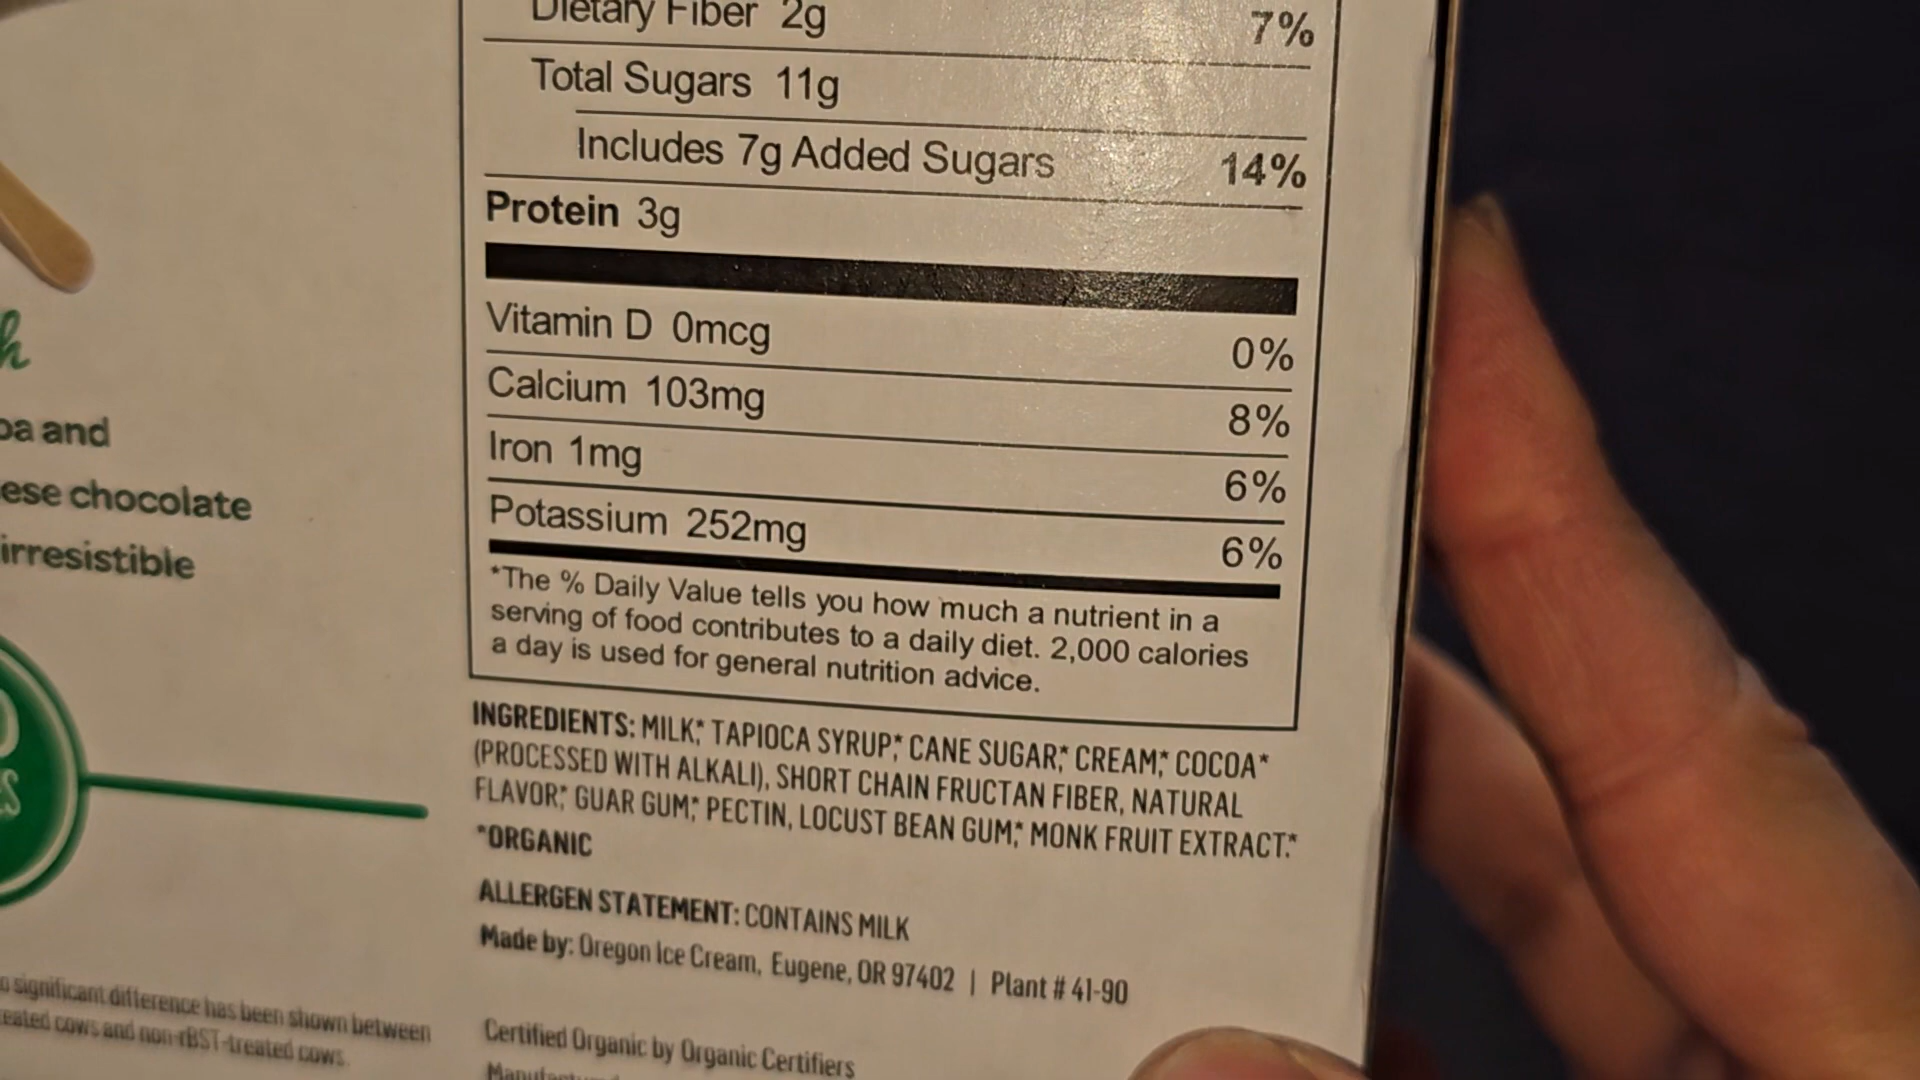 Dietary Fiber 2g 7%
Total Sugars 11g
Includes 7g Added Sugars 14%
Protein 3g
Vitamin D 0mcg 0%
Calcium 103mg 8%
Iron 1mg 6%
Potassium 252mg 6%
*The % Daily Value tells you how much a nutrient in a
serving of food contributes to a daily diet. 2,000 calories
a day is used for general nutrition advice.
INGREDIENTS: MILK,* TAPIOCA SYRUP,* CANE SUGAR,* CREAM,* COCOA*
(PROCESSED WITH ALKALI), SHORT CHAIN FRUCTAN FIBER, NATURAL
FLAVOR,* GUAR GUM,* PECTIN, LOCUST BEAN GUM,* MONK FRUIT EXTRACT.*
*ORGANIC
ALLERGEN STATEMENT: CONTAINS MILK
Made by: Oregon Ice Cream, Eugene, OR 97402 | Plant # 41-90
Certified Organic by Organic Certifiers
and
chocolate
irresistible
significant difference has been shown between
cows and non-rBST-treated cows.